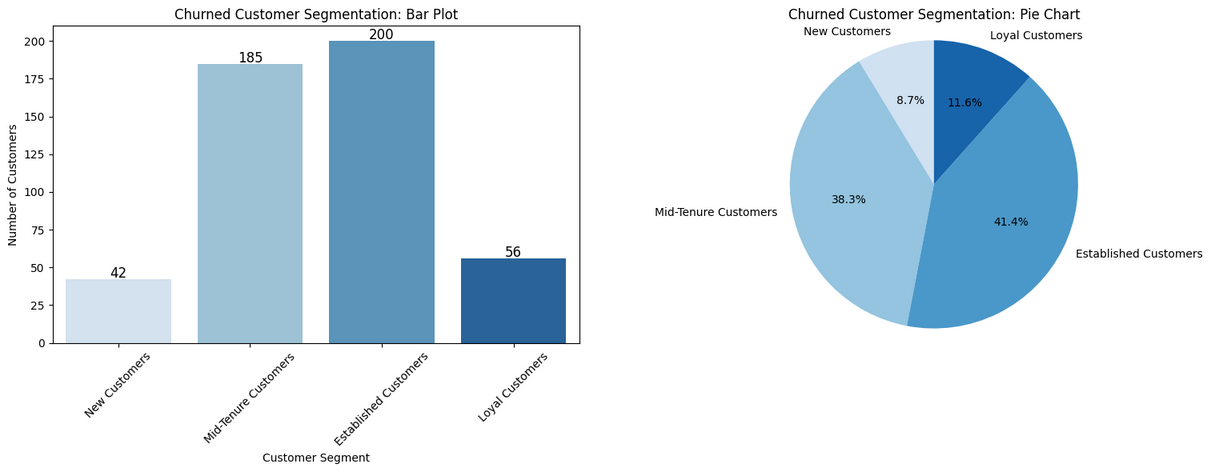 Churned Customer Segmentation: Bar Plot
Number of Customers
200
175
150
125
100
75
50
25
0
42
185
200
56
New Customers
Mid-Tenure Customers
Established Customers
Loyal Customers
Customer Segment
Churned Customer Segmentation: Pie Chart
New Customers
Loyal Customers
8.7%
11.6%
38.3%
Mid-Tenure Customers
41.4%
Established Customers